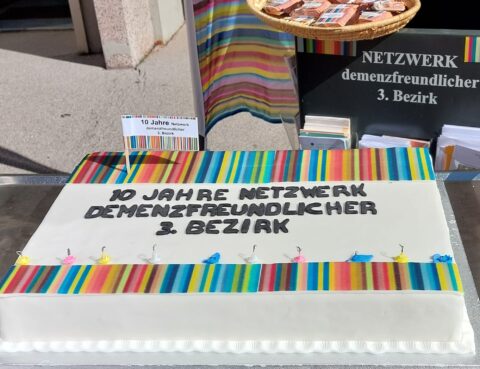 NETZWERK
demenzfreundlicher
3. Bezirk
10 Jahre Netzwerk
demenzfreundlicher
3. Bezirk
10 JAHRE NETZWERK
DEMENZFREUNDLICHER
3. BEZIRK